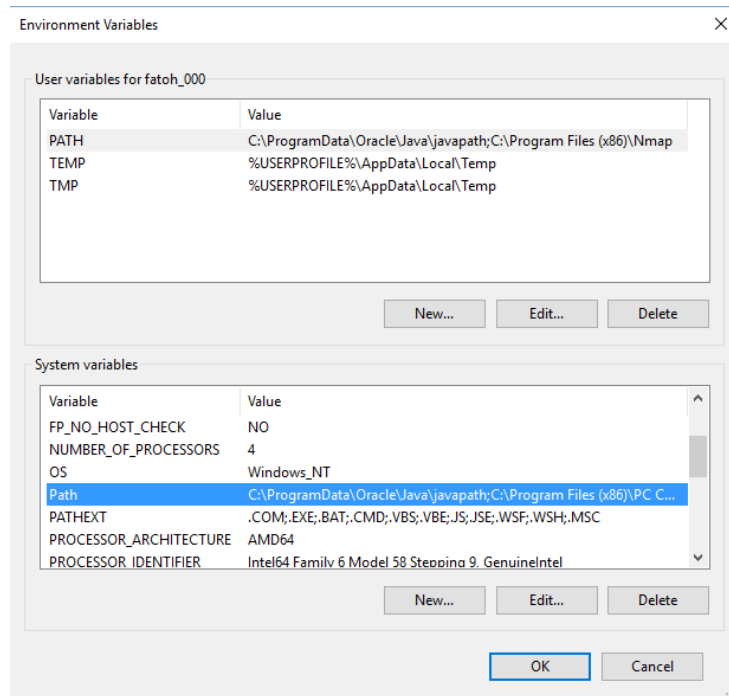 Environment Variables
User variables for fatoh_000
Variable Value
PATH C:\ProgramData\Oracle\Java\javapath;C:\Program Files (x86)\Nmap
TEMP %USERPROFILE%\AppData\Local\Temp
TMP %USERPROFILE%\AppData\Local\Temp
New... Edit... Delete
System variables
Variable Value
FP_NO_HOST_CHECK NO
NUMBER_OF_PROCESSORS 4
OS Windows_NT
Path C:\ProgramData\Oracle\Java\javapath;C:\Program Files (x86)\PC C...
PATHEXT .COM;.EXE;.BAT;.CMD;.VBS;.VBE;.JS;.JSE;.WSF;.WSH;.MSC
PROCESSOR_ARCHITECTURE AMD64
PROCESSOR_IDENTIFIER Intel64 Family 6 Model 58 Stepping 9, GenuineIntel
New... Edit... Delete
OK Cancel